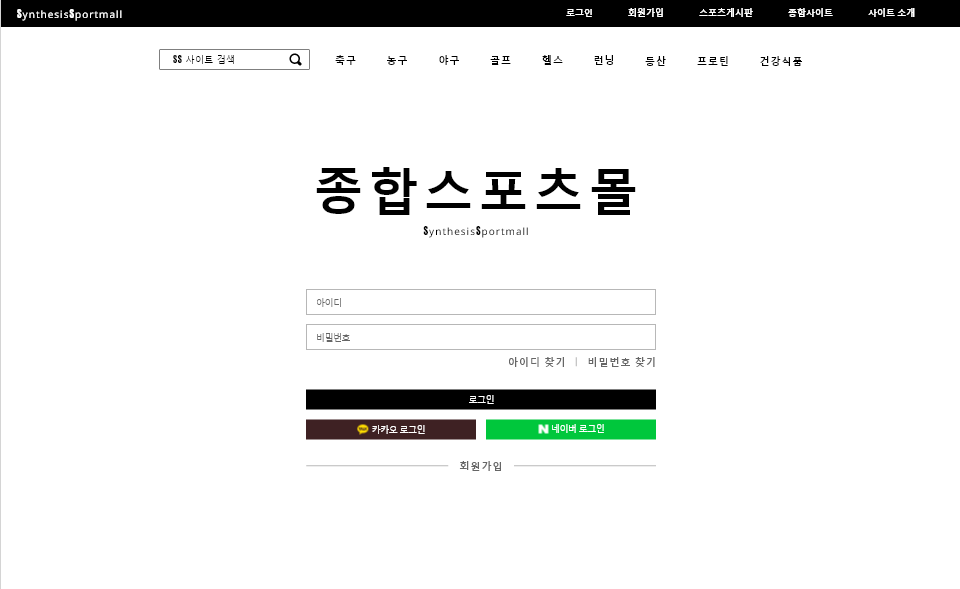 SynthesisSportmall 로그인 회원가입 스포츠게시판 종합사이트 사이트 소개
SS 사이트 검색 축구 농구 야구 골프 헬스 런닝 등산 프로틴 건강식품
종합스포츠몰
SynthesisSportmall
아이디
비밀번호
아이디 찾기 | 비밀번호 찾기
로그인
카카오 로그인 N 네이버 로그인
회원가입